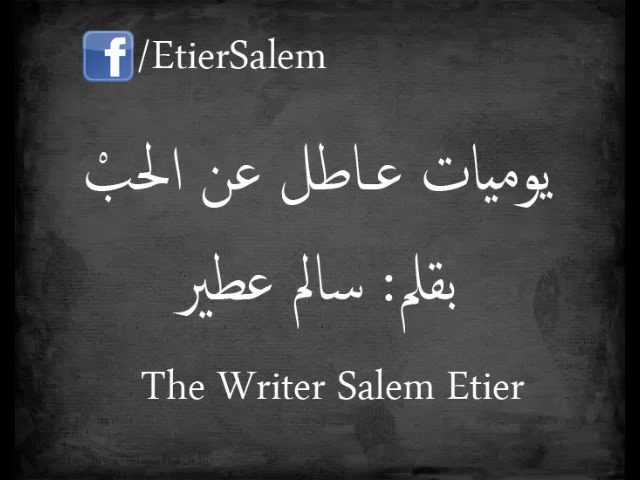 f/EtierSalem
يوميات عاطل عن الحبْ
بقلم: سالم عطير
The Writer Salem Etier